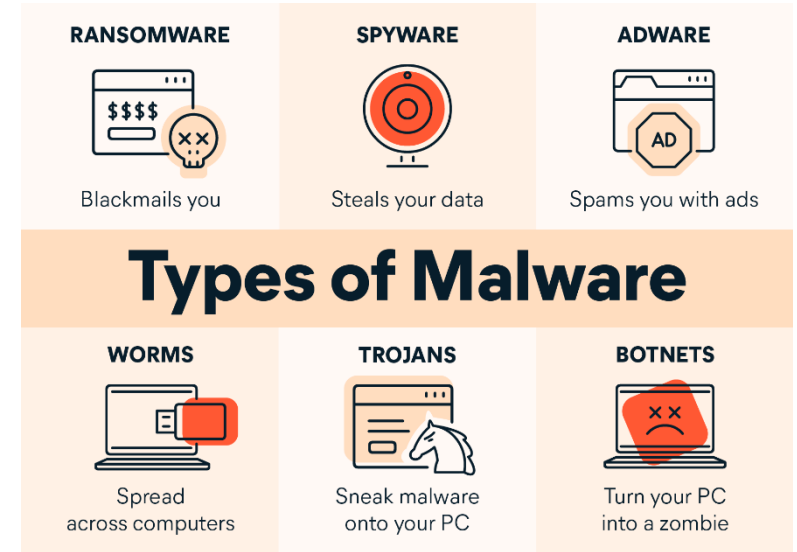 RANSOMWARE
SPYWARE
ADWARE
$$$$
AD
Blackmails you
Steals your data
Spams you with ads
Types of Malware
WORMS
TROJANS
BOTNETS
Spread
across computers
Sneak malware
onto your PC
Turn your PC
into a zombie